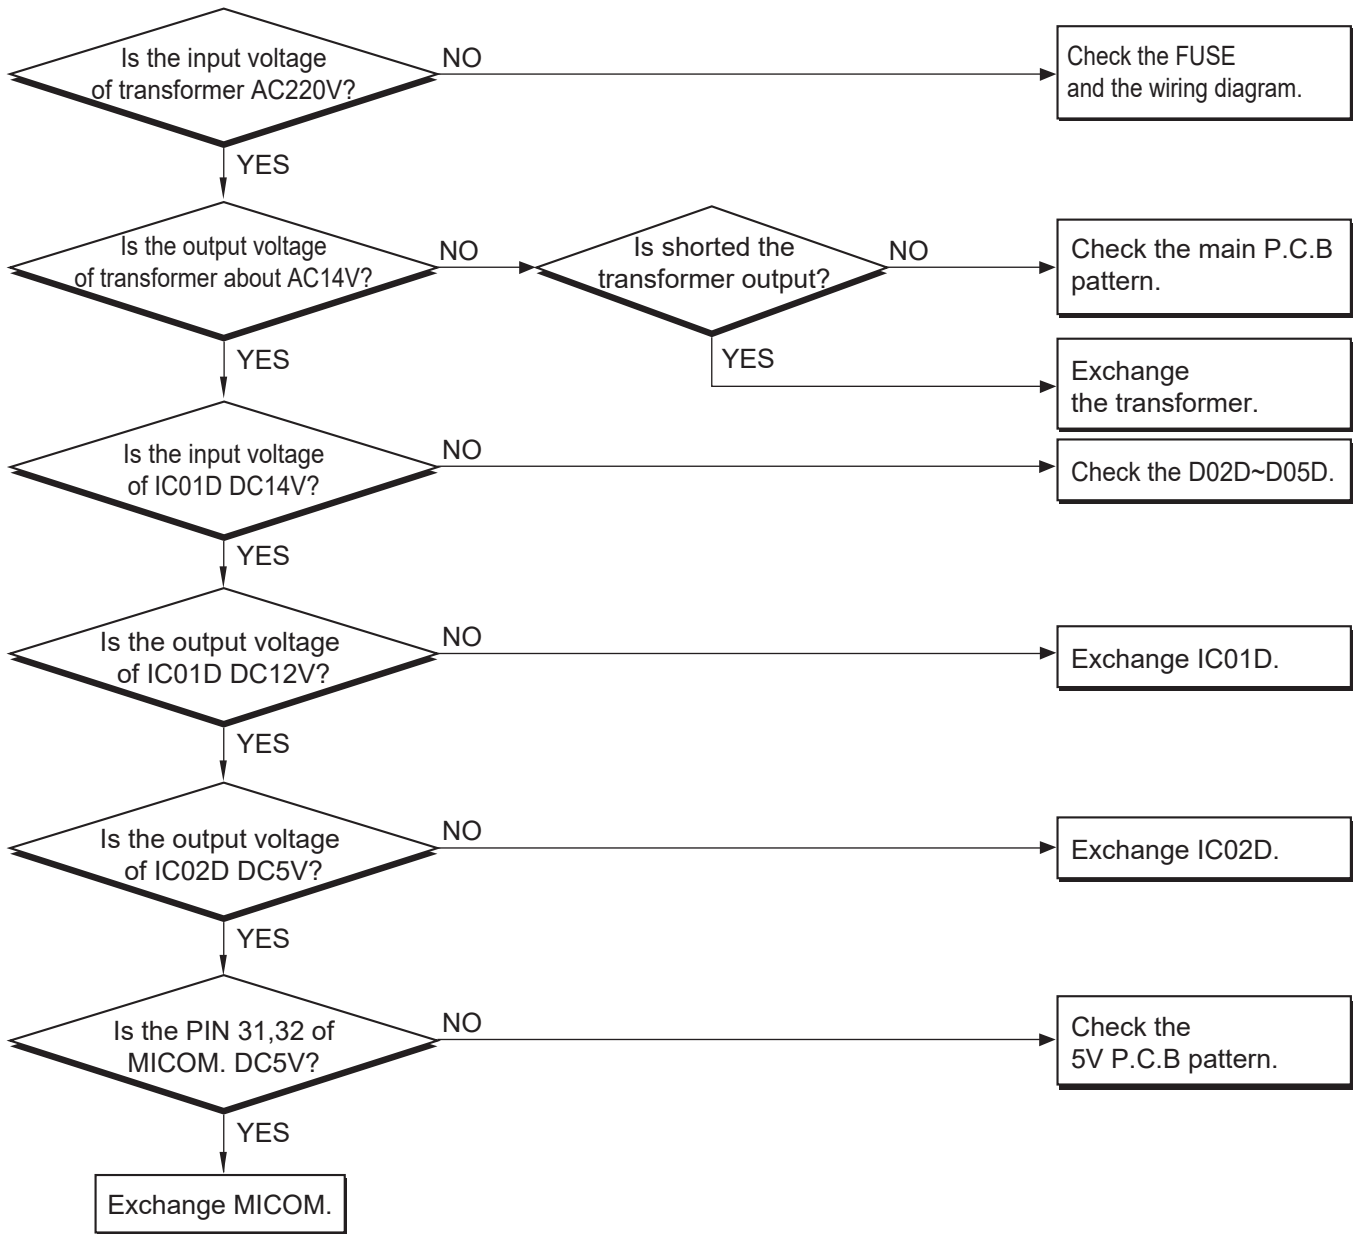 Is the input voltage
of transformer AC220V?
NO
Check the FUSE
and the wiring diagram.
YES
Is the output voltage
of transformer about AC14V?
NO
Is shorted the
transformer output?
NO
Check the main P.C.B
pattern.
YES
YES
Exchange
the transformer.
Is the input voltage
of IC01D DC14V?
NO
Check the D02D~D05D.
YES
Is the output voltage
of IC01D DC12V?
NO
Exchange IC01D.
YES
Is the output voltage
of IC02D DC5V?
NO
Exchange IC02D.
YES
Is the PIN 31,32 of
MICOM. DC5V?
NO
Check the
5V P.C.B pattern.
YES
Exchange MICOM.